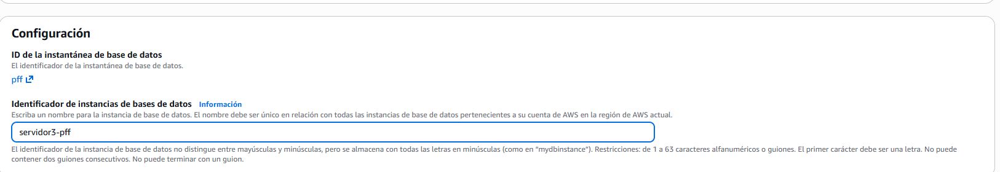 Configuración
ID de la instantánea de base de datos
El identificador de la instantánea de base de datos.
pff
Identificador de instancias de bases de datos Información
Escriba un nombre para la instancia de base de datos. El nombre debe ser único en relación con todas las instancias de base de datos pertenecientes a su cuenta de AWS en la región de AWS actual.
servidor3-pff
El identificador de la instancia de base de datos no distingue entre mayúsculas y minúsculas, pero se almacena con todas las letras en minúsculas (como en “mydbinstance”). Restricciones: de 1 a 63 caracteres alfanuméricos o guiones. El primer carácter debe ser una letra. No puede
contener dos guiones consecutivos. No puede terminar con un guion.